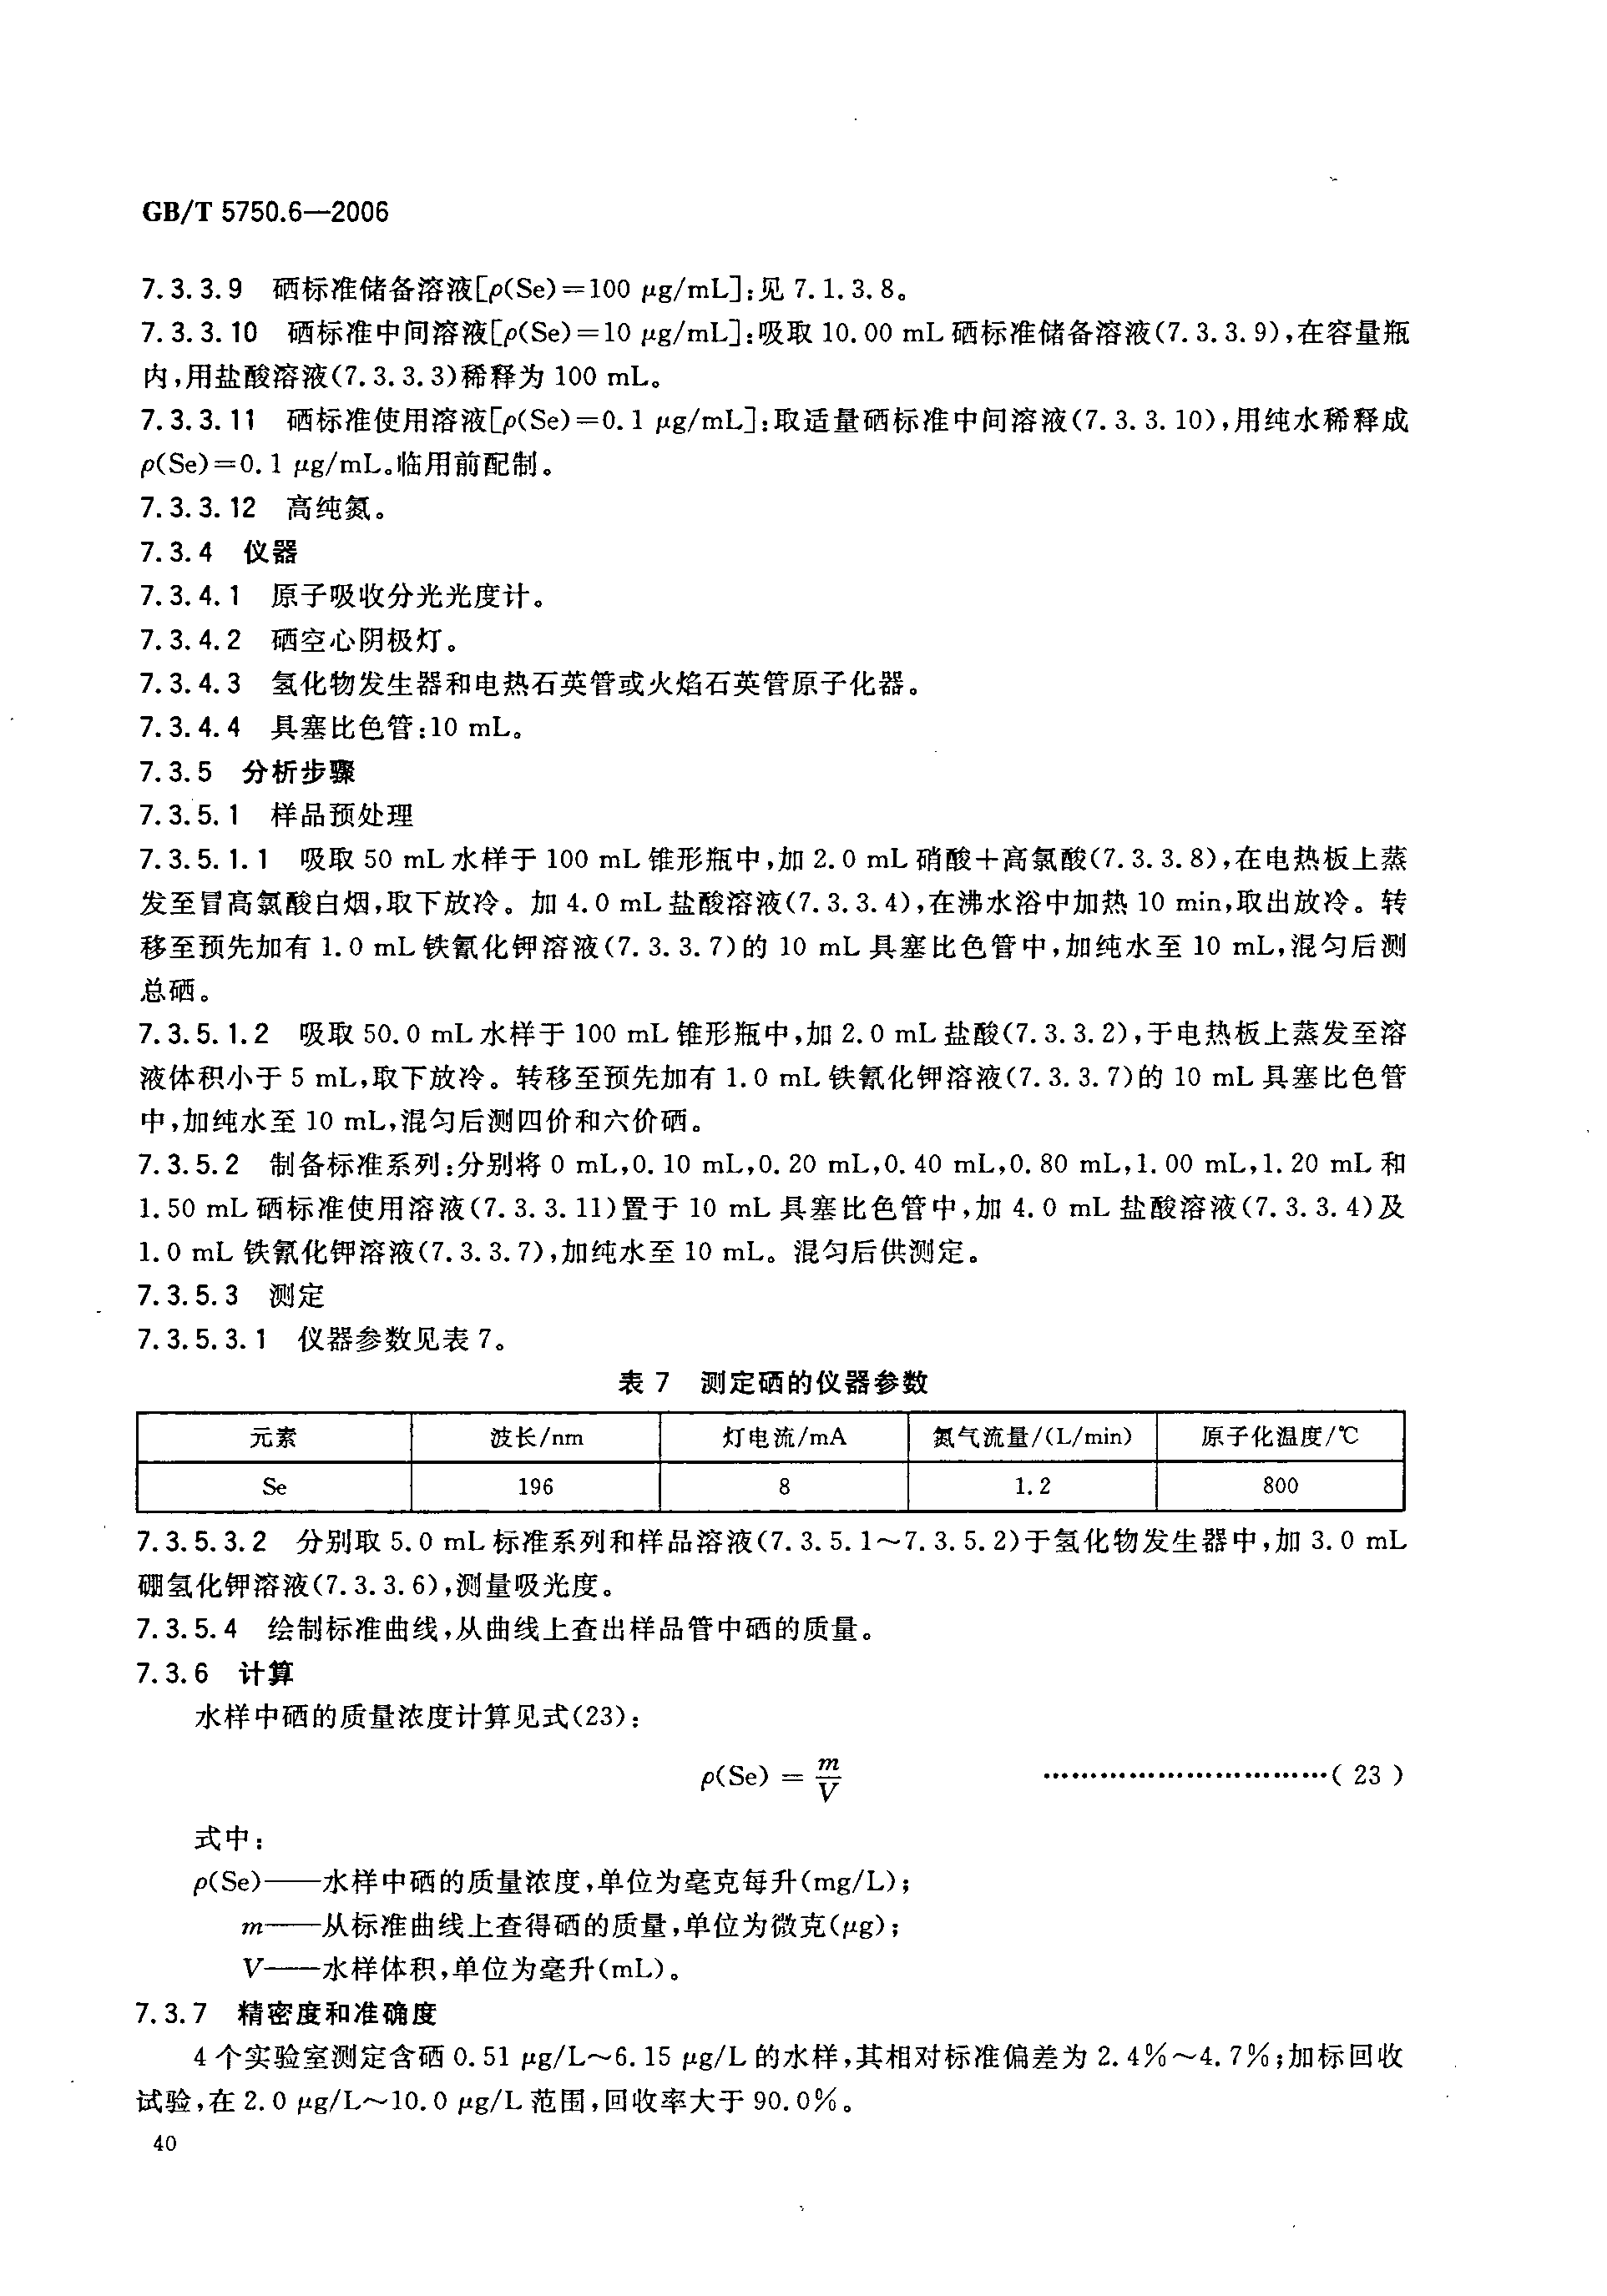 GB/T 5750.6—2006
7.3.3.9 硒标准储备溶液[ρ(Se)=100 μg/mL]:见 7.1.3.8。
7.3.3.10 硒标准中间溶液[ρ(Se)=10 μg/mL]:吸取 10.00 mL 硒标准储备溶液(7.3.3.9),在容量瓶
内,用盐酸溶液(7.3.3.3)稀释为 100 mL。
7.3.3.11 硒标准使用溶液[ρ(Se)=0.1 μg/mL]:取适量硒标准中间溶液(7.3.3.10),用纯水稀释成
ρ(Se)=0.1 μg/mL。临用前配制。
7.3.3.12 高纯氮。
7.3.4 仪器
7.3.4.1 原子吸收分光光度计。
7.3.4.2 硒空心阴极灯。
7.3.4.3 氢化物发生器和电热石英管或火焰石英管原子化器。
7.3.4.4 具塞比色管:10 mL。
7.3.5 分析步骤
7.3.5.1 样品预处理
7.3.5.1.1 吸取 50 mL 水样于 100 mL 锥形瓶中,加 2.0 mL 硝酸+高氯酸(7.3.3.8),在电热板上蒸
发至冒高氯酸白烟,取下放冷。加 4.0 mL 盐酸溶液(7.3.3.4),在沸水浴中加热 10 min,取出放冷。转
移至预先加有 1.0 mL 铁氰化钾溶液(7.3.3.7)的 10 mL 具塞比色管中,加纯水至 10 mL,混匀后测
总硒。
7.3.5.1.2 吸取 50.0 mL 水样于 100 mL 锥形瓶中,加 2.0 mL 盐酸(7.3.3.2),于电热板上蒸发至溶
液体积小于 5 mL,取下放冷。转移至预先加有 1.0 mL 铁氰化钾溶液(7.3.3.7)的 10 mL 具塞比色管
中,加纯水至 10 mL,混匀后测四价和六价硒。
7.3.5.2 制备标准系列:分别将 0 mL,0.10 mL,0.20 mL,0.40 mL,0.80 mL,1.00 mL,1.20 mL 和
1.50 mL 硒标准使用溶液(7.3.3.11)置于 10 mL 具塞比色管中,加 4.0 mL 盐酸溶液(7.3.3.4)及
1.0 mL 铁氰化钾溶液(7.3.3.7),加纯水至 10 mL。混匀后供测定。
7.3.5.3 测定
7.3.5.3.1 仪器参数见表 7。
表 7 测定硒的仪器参数
元素 波长/nm 灯电流/mA 氮气流量/(L/min) 原子化温度/℃
Se 196 8 1.2 800
7.3.5.3.2 分别取 5.0 mL 标准系列和样品溶液(7.3.5.1~7.3.5.2)于氢化物发生器中,加 3.0 mL
硼氢化钾溶液(7.3.3.6),测量吸光度。
7.3.5.4 绘制标准曲线,从曲线上查出样品管中硒的质量。
7.3.6 计算
水样中硒的质量浓度计算见式(23):
ρ(Se) = m/V ……………………………( 23 )
式中:
ρ(Se)——水样中硒的质量浓度,单位为毫克每升(mg/L);
m——从标准曲线上查得硒的质量,单位为微克(μg);
V——水样体积,单位为毫升(mL)。
7.3.7 精密度和准确度
4 个实验室测定含硒 0.51 μg/L~6.15 μg/L 的水样,其相对标准偏差为 2.4%~4.7%;加标回收
试验,在 2.0 μg/L~10.0 μg/L 范围,回收率大于 90.0%。
40